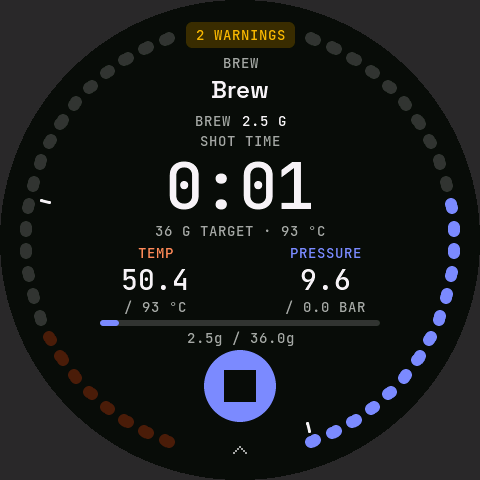 2 WARNINGS
BREW
Brew
BREW 2.5 G
SHOT TIME
0:01
36 G TARGET · 93 °C
TEMP PRESSURE
50.4 9.6
/ 93 °C / 0.0 BAR
2.5g / 36.0g